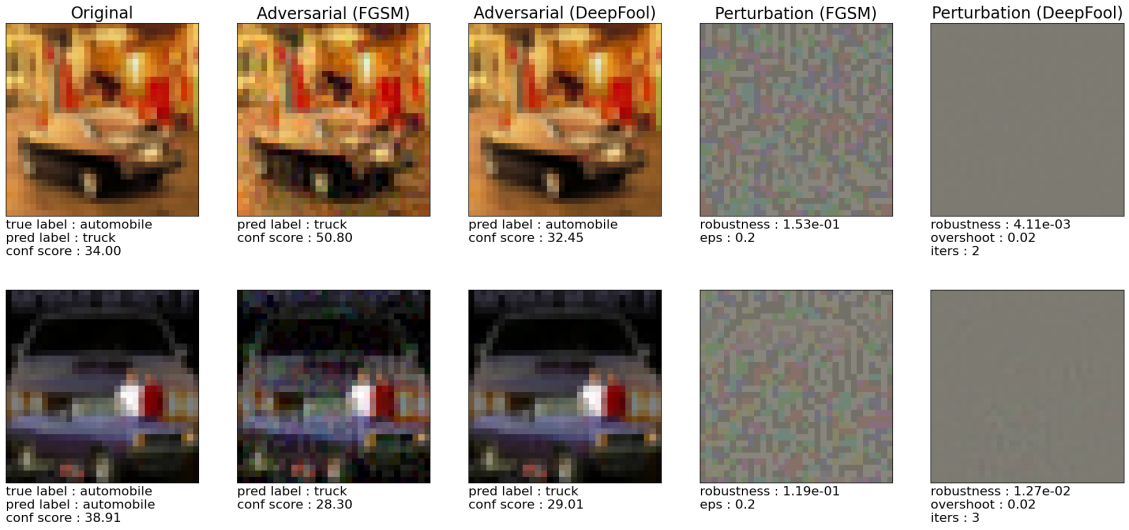 Original
Adversarial (FGSM)
Adversarial (DeepFool)
Perturbation (FGSM)
Perturbation (DeepFool)
true label : automobile
pred label : truck
conf score : 34.00
pred label : truck
conf score : 50.80
pred label : automobile
conf score : 32.45
robustness : 1.53e-01
eps : 0.2
robustness : 4.11e-03
overshoot : 0.02
iters : 2
true label : automobile
pred label : automobile
conf score : 38.91
pred label : truck
conf score : 28.30
pred label : truck
conf score : 29.01
robustness : 1.19e-01
eps : 0.2
robustness : 1.27e-02
overshoot : 0.02
iters : 3